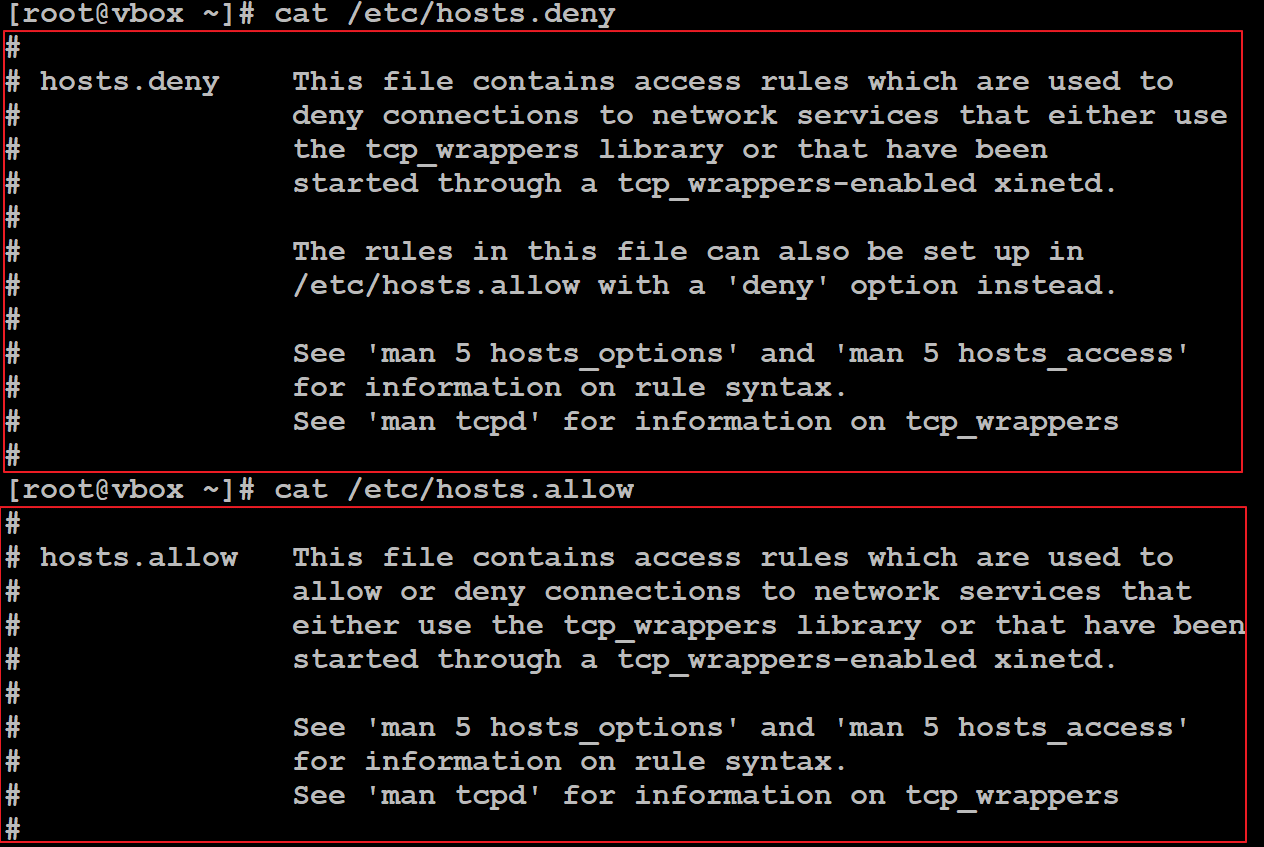 [root@vbox ~]# cat /etc/hosts.deny
#
# hosts.deny    This file contains access rules which are used to
#               deny connections to network services that either use
#               the tcp_wrappers library or that have been
#               started through a tcp_wrappers-enabled xinetd.
#
#               The rules in this file can also be set up in
#               /etc/hosts.allow with a 'deny' option instead.
#
#               See 'man 5 hosts_options' and 'man 5 hosts_access'
#               for information on rule syntax.
#               See 'man tcpd' for information on tcp_wrappers
#
[root@vbox ~]# cat /etc/hosts.allow
#
# hosts.allow   This file contains access rules which are used to
#               allow or deny connections to network services that
#               either use the tcp_wrappers library or that have been
#               started through a tcp_wrappers-enabled xinetd.
#
#               See 'man 5 hosts_options' and 'man 5 hosts_access'
#               for information on rule syntax.
#               See 'man tcpd' for information on tcp_wrappers
#